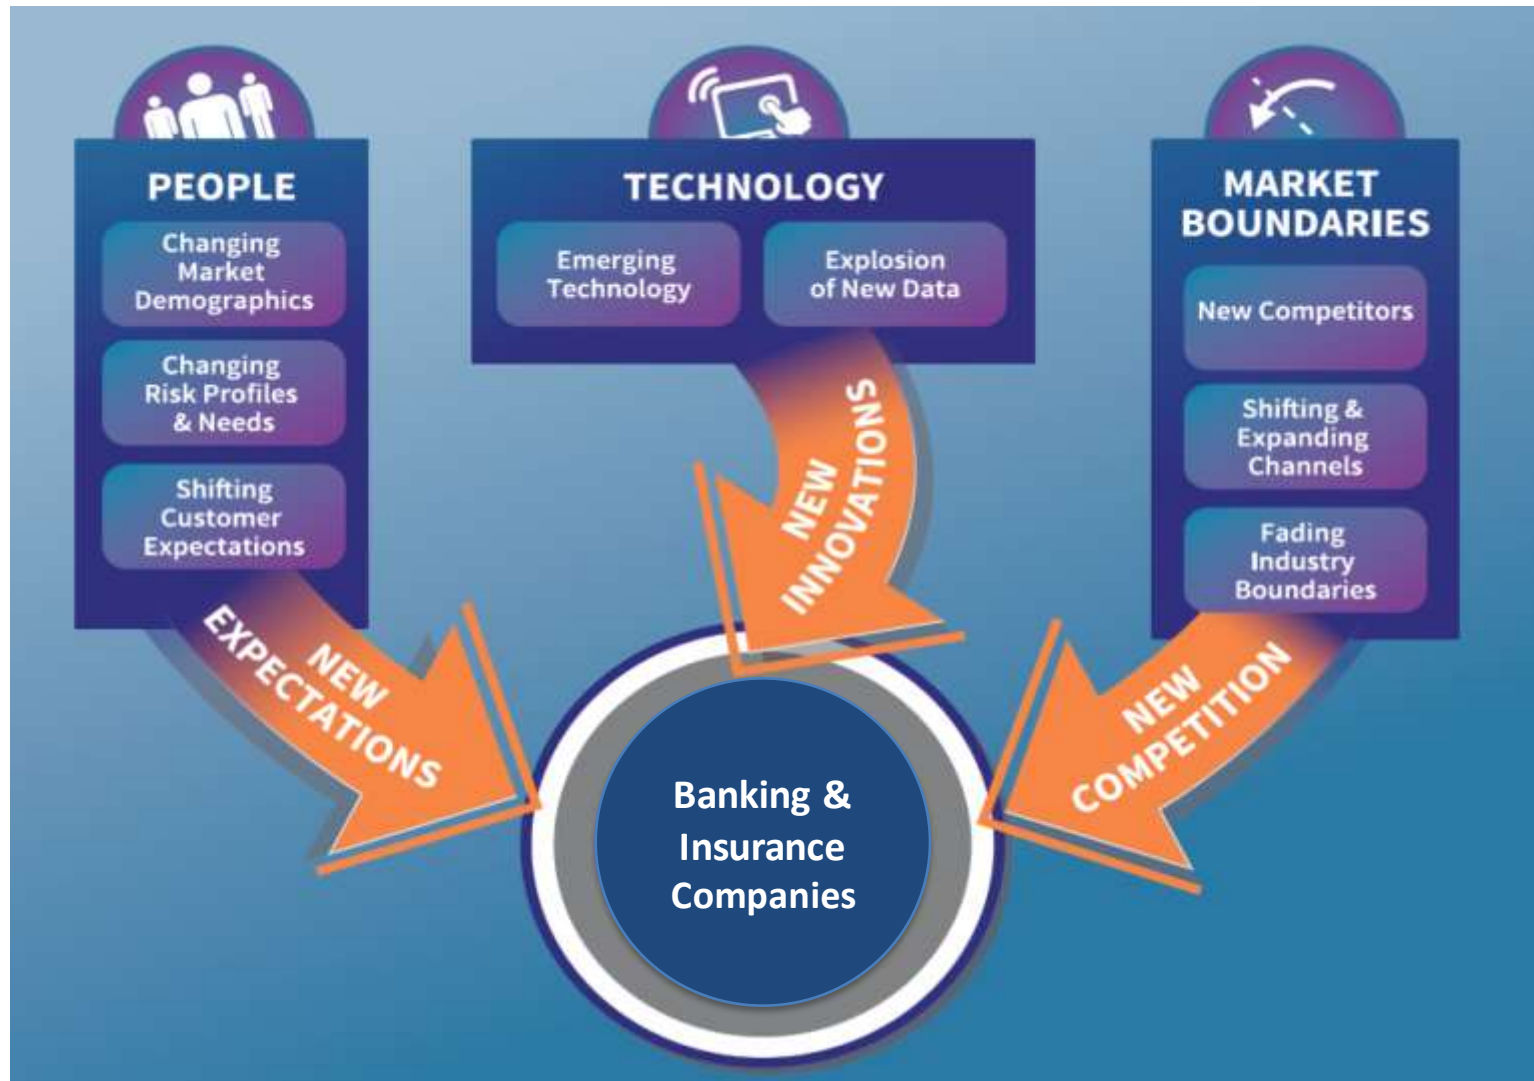 PEOPLE
Changing
Market
Demographics
Changing
Risk Profiles
& Needs
Shifting
Customer
Expectations
NEW
EXPECTATIONS
TECHNOLOGY
Emerging
Technology
Explosion
of New Data
NEW
INNOVATIONS
MARKET
BOUNDARIES
New Competitors
Shifting &
Expanding
Channels
Fading
Industry
Boundaries
NEW
COMPETITION
Banking &
Insurance
Companies